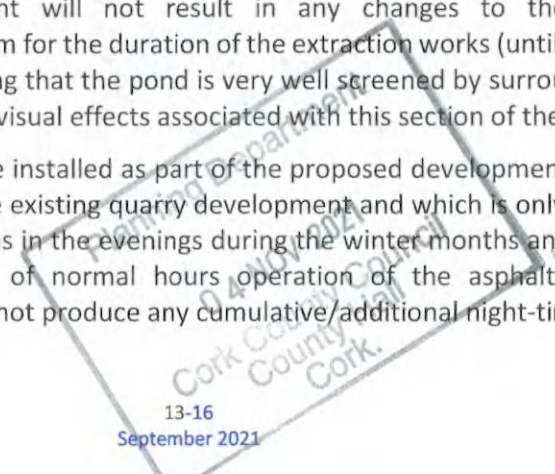 nt will not result in any changes to the
m for the duration of the extraction works (until
ng that the pond is very well screened by surro
visual effects associated with this section of the
e installed as part of the proposed developmen
e existing quarry development and which is only
s in the evenings during the winter months an
of normal hours operation of the asphalt
not produce any cumulative/additional night-ti
Planning Department
04 NOV 2021
Cork County Council
County Hall
Cork.
13-16
September 2021